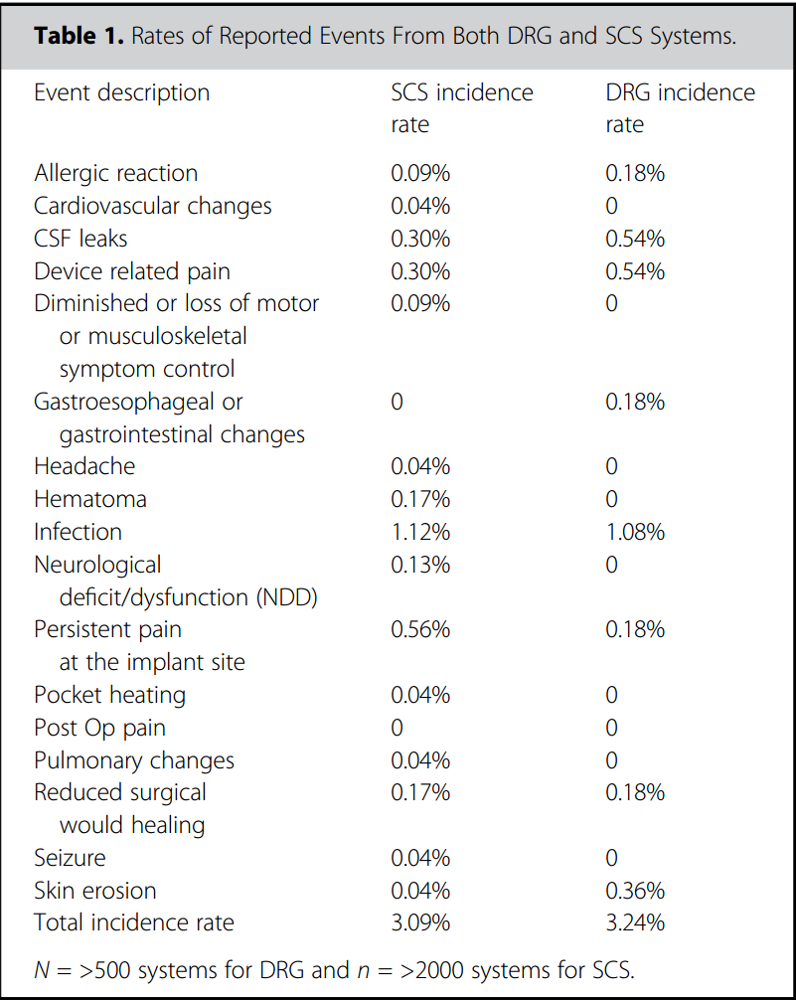 Table 1. Rates of Reported Events From Both DRG and SCS Systems.
Event description SCS incidence rate DRG incidence rate
Allergic reaction 0.09% 0.18%
Cardiovascular changes 0.04% 0
CSF leaks 0.30% 0.54%
Device related pain 0.30% 0.54%
Diminished or loss of motor 0.09% 0
or musculoskeletal
symptom control
Gastroesophageal or 0 0.18%
gastrointestinal changes
Headache 0.04% 0
Hematoma 0.17% 0
Infection 1.12% 1.08%
Neurological 0.13% 0
deficit/dysfunction (NDD)
Persistent pain 0.56% 0.18%
at the implant site
Pocket heating 0.04% 0
Post Op pain 0 0
Pulmonary changes 0.04% 0
Reduced surgical 0.17% 0.18%
would healing
Seizure 0.04% 0
Skin erosion 0.04% 0.36%
Total incidence rate 3.09% 3.24%
N = >500 systems for DRG and n = >2000 systems for SCS.